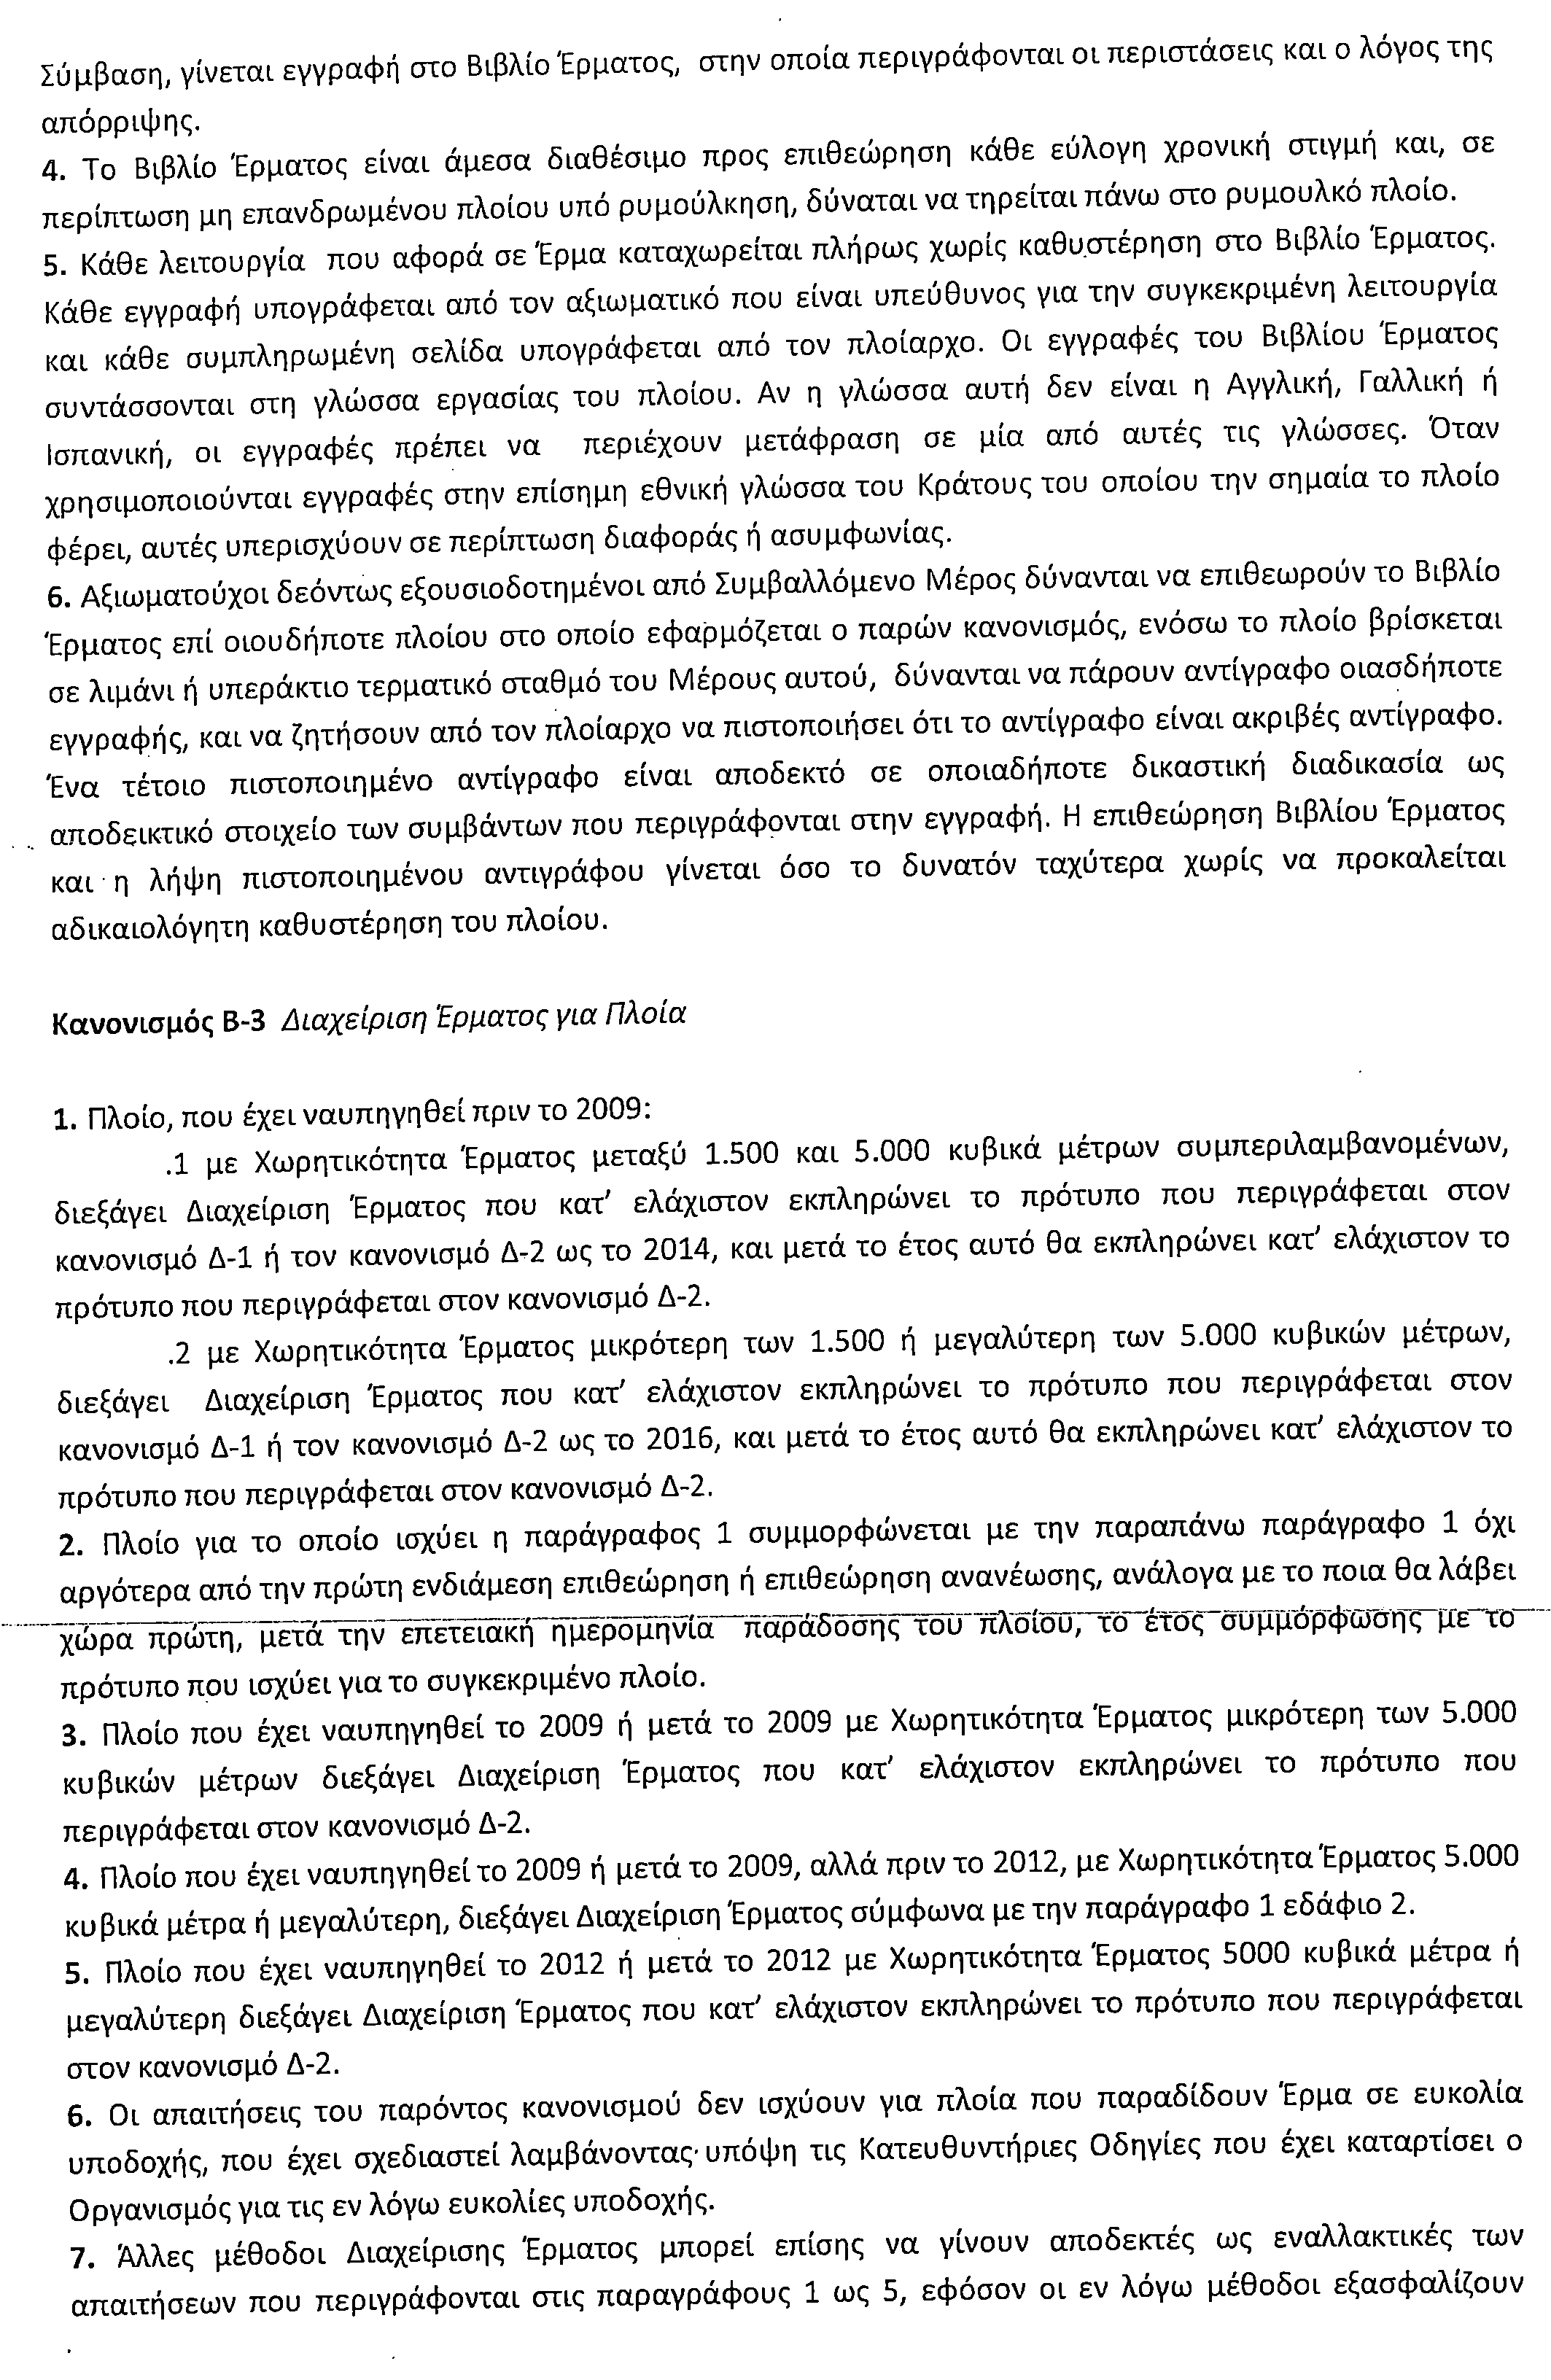 Σύμβαση, γίνεται εγγραφή στο Βιβλίο Έρματος, στην οποία περιγράφονται οι περιστάσεις και ο λόγος της
απόρριψης.
4. Το Βιβλίο Έρματος είναι άμεσα διαθέσιμο προς επιθεώρηση κάθε εύλογη χρονική στιγμή και, σε
περίπτωση μη επανδρωμένου πλοίου υπό ρυμούλκηση, δύναται να τηρείται πάνω στο ρυμουλκό πλοίο.
5. Κάθε λειτουργία που αφορά σε Έρμα καταχωρείται πλήρως χωρίς καθυστέρηση στο Βιβλίο Έρματος.
Κάθε εγγραφή υπογράφεται από τον αξιωματικό που είναι υπεύθυνος για την συγκεκριμένη λειτουργία
και κάθε συμπληρωμένη σελίδα υπογράφεται από τον πλοίαρχο. Οι εγγραφές του Βιβλίου Έρματος
συντάσσονται στη γλώσσα εργασίας του πλοίου. Αν η γλώσσα αυτή δεν είναι η Αγγλική, Γαλλική ή
Ισπανική, οι εγγραφές πρέπει να περιέχουν μετάφραση σε μία από αυτές τις γλώσσες. Όταν
χρησιμοποιούνται εγγραφές στην επίσημη εθνική γλώσσα του Κράτους του οποίου την σημαία το πλοίο
φέρει, αυτές υπερισχύουν σε περίπτωση διαφοράς ή ασυμφωνίας.
6. Αξιωματούχοι δεόντως εξουσιοδοτημένοι από Συμβαλλόμενο Μέρος δύνανται να επιθεωρούν το Βιβλίο
Έρματος επί οιουδήποτε πλοίου στο οποίο εφαρμόζεται ο παρών κανονισμός, ενόσω το πλοίο βρίσκεται
σε λιμάνι ή υπεράκτιο τερματικό σταθμό του Μέρους αυτού, δύνανται να πάρουν αντίγραφο οιασδήποτε
εγγραφής, και να ζητήσουν από τον πλοίαρχο να πιστοποιήσει ότι το αντίγραφο είναι ακριβές αντίγραφο.
Ένα τέτοιο πιστοποιημένο αντίγραφο είναι αποδεκτό σε οποιαδήποτε δικαστική διαδικασία ως
αποδεικτικό στοιχείο των συμβάντων που περιγράφονται στην εγγραφή. Η επιθεώρηση Βιβλίου Έρματος
και η λήψη πιστοποιημένου αντιγράφου γίνεται όσο το δυνατόν ταχύτερα χωρίς να προκαλείται
αδικαιολόγητη καθυστέρηση του πλοίου.
Κανονισμός Β-3 Διαχείριση Έρματος για Πλοία
1. Πλοίο, που έχει ναυπηγηθεί πριν το 2009:
.1 με Χωρητικότητα Έρματος μεταξύ 1.500 και 5.000 κυβικά μέτρων συμπεριλαμβανομένων,
διεξάγει Διαχείριση Έρματος που κατ’ ελάχιστον εκπληρώνει το πρότυπο που περιγράφεται στον
κανονισμό Δ-1 ή τον κανονισμό Δ-2 ως το 2014, και μετά το έτος αυτό θα εκπληρώνει κατ’ ελάχιστον το
πρότυπο που περιγράφεται στον κανονισμό Δ-2.
.2 με Χωρητικότητα Έρματος μικρότερη των 1.500 ή μεγαλύτερη των 5.000 κυβικών μέτρων,
διεξάγει Διαχείριση Έρματος που κατ’ ελάχιστον εκπληρώνει το πρότυπο που περιγράφεται στον
κανονισμό Δ-1 ή τον κανονισμό Δ-2 ως το 2016, και μετά το έτος αυτό θα εκπληρώνει κατ’ ελάχιστον το
πρότυπο που περιγράφεται στον κανονισμό Δ-2.
2. Πλοίο για το οποίο ισχύει η παράγραφος 1 συμμορφώνεται με την παραπάνω παράγραφο 1 όχι
αργότερα από την πρώτη ενδιάμεση επιθεώρηση ή επιθεώρηση ανανέωσης, ανάλογα με το ποια θα λάβει
χώρα πρώτη, μετά την επετειακή ημερομηνία παράδοσης του πλοίου, το έτος συμμόρφωσης με το
πρότυπο που ισχύει για το συγκεκριμένο πλοίο.
3. Πλοίο που έχει ναυπηγηθεί το 2009 ή μετά το 2009 με Χωρητικότητα Έρματος μικρότερη των 5.000
κυβικών μέτρων διεξάγει Διαχείριση Έρματος που κατ’ ελάχιστον εκπληρώνει το πρότυπο που
περιγράφεται στον κανονισμό Δ-2.
4. Πλοίο που έχει ναυπηγηθεί το 2009 ή μετά το 2009, αλλά πριν το 2012, με Χωρητικότητα Έρματος 5.000
κυβικά μέτρα ή μεγαλύτερη, διεξάγει Διαχείριση Έρματος σύμφωνα με την παράγραφο 1 εδάφιο 2.
5. Πλοίο που έχει ναυπηγηθεί το 2012 ή μετά το 2012 με Χωρητικότητα Έρματος 5000 κυβικά μέτρα ή
μεγαλύτερη διεξάγει Διαχείριση Έρματος που κατ’ ελάχιστον εκπληρώνει το πρότυπο που περιγράφεται
στον κανονισμό Δ-2.
6. Οι απαιτήσεις του παρόντος κανονισμού δεν ισχύουν για πλοία που παραδίδουν Έρμα σε ευκολία
υποδοχής, που έχει σχεδιαστεί λαμβάνοντας υπόψη τις Κατευθυντήριες Οδηγίες που έχει καταρτίσει ο
Οργανισμός για τις εν λόγω ευκολίες υποδοχής.
7. Άλλες μέθοδοι Διαχείρισης Έρματος μπορεί επίσης να γίνουν αποδεκτές ως εναλλακτικές των
απαιτήσεων που περιγράφονται στις παραγράφους 1 ως 5, εφόσον οι εν λόγω μέθοδοι εξασφαλίζουν